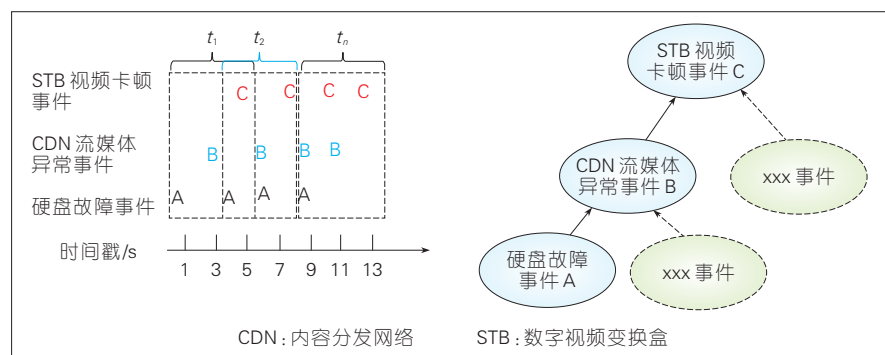 t1 t2 tn
STB 视频卡顿
事件
C C C C
CDN 流媒体
异常事件
B B B B
硬盘故障事件
A A A A
时间戳/s
1 3 5 7 9 11 13
STB 视频
卡顿事件 C
CDN 流媒体
异常事件 B
xxx 事件
硬盘故障
事件 A
xxx 事件
CDN：内容分发网络 STB：数字视频变换盒